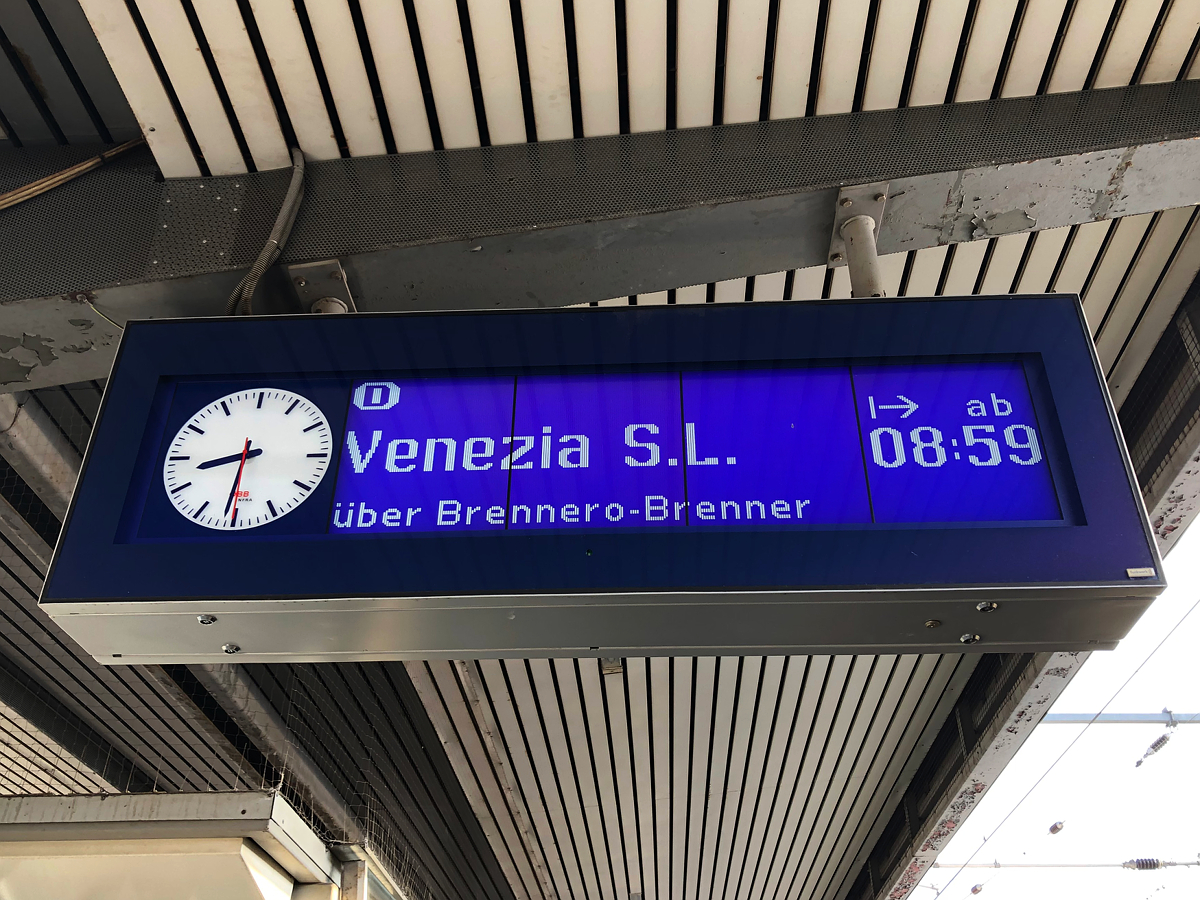 D
ab
Venezia S.L.
08:59
über Brennero-Brenner